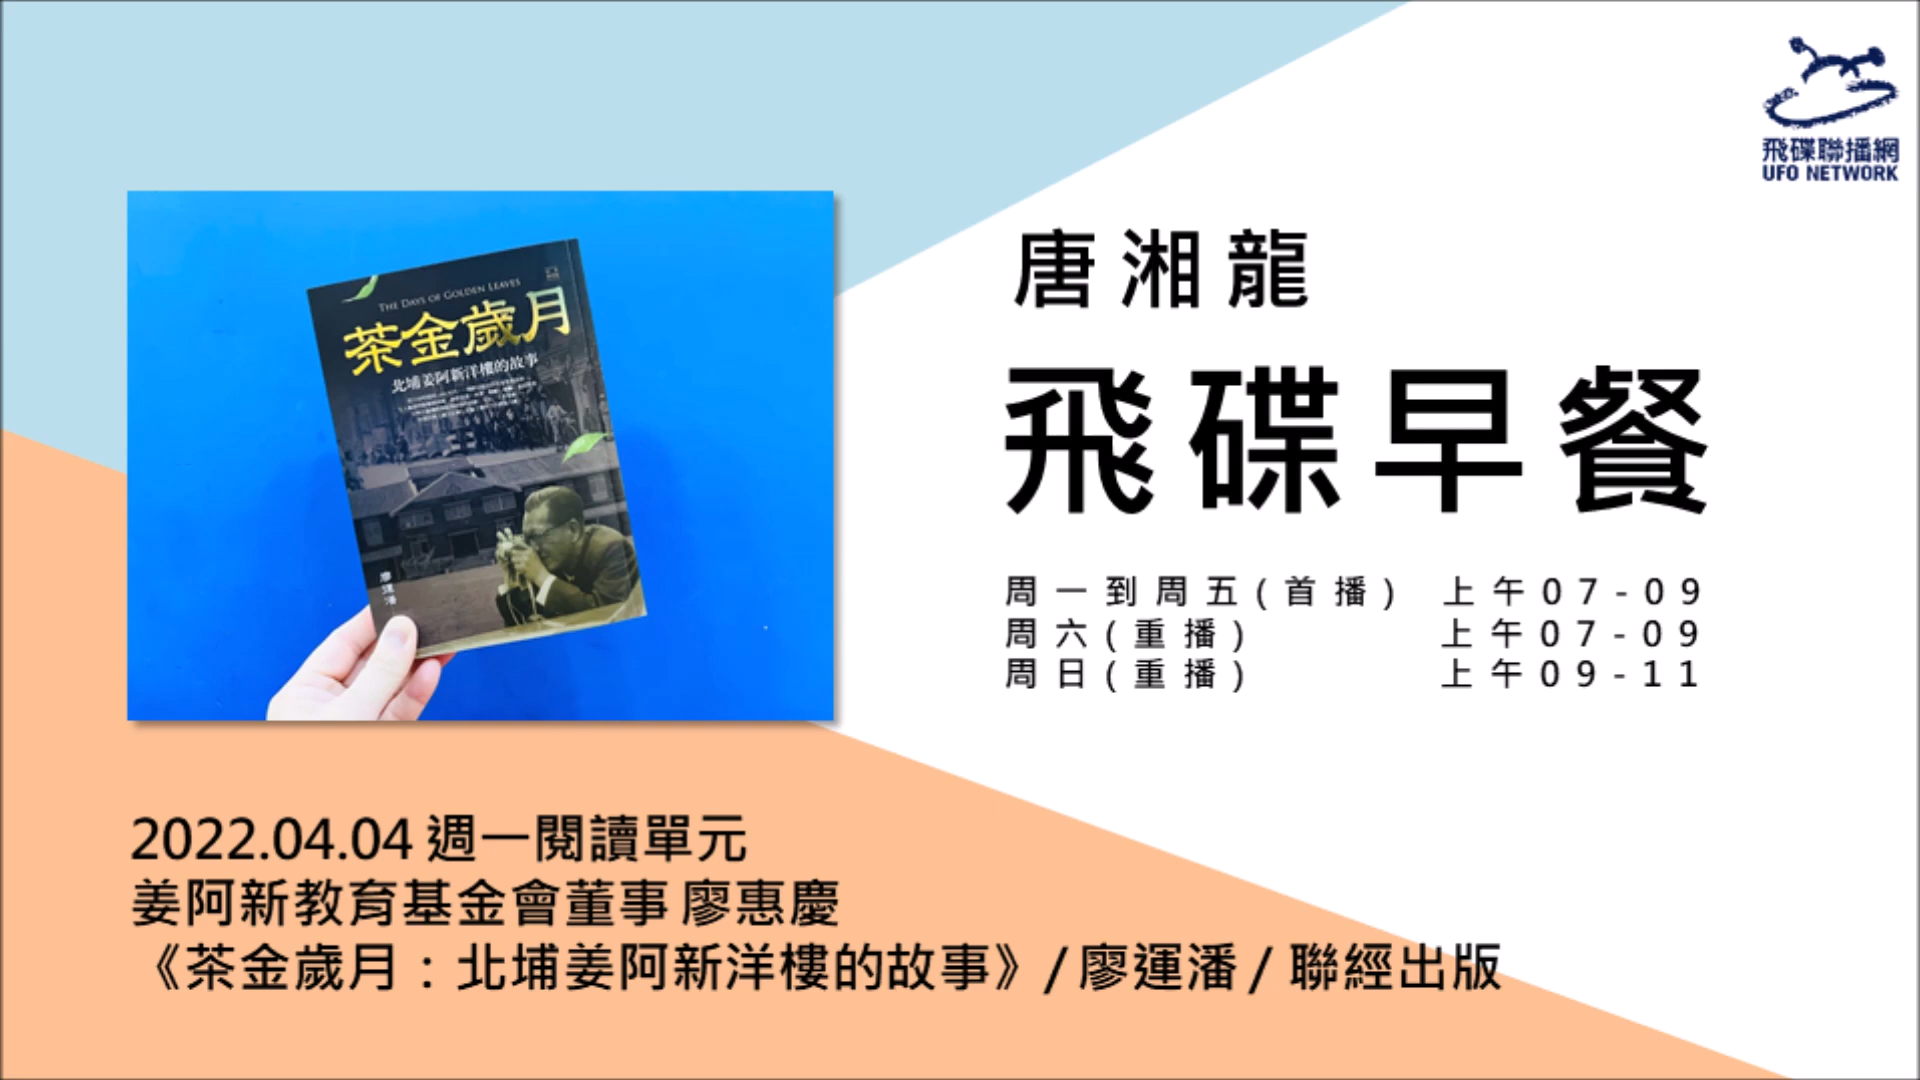 飛碟聯播網
UFO NETWORK
THE DAYS OF GOLDEN LEAVES
茶金歲月
北埔姜阿新洋樓的故事
廖運潘
唐湘龍
飛碟早餐
周一到周五(首播) 上午07-09
周六(重播) 上午07-09
周日(重播) 上午09-11
2022.04.04 週一閱讀單元
姜阿新教育基金會董事 廖惠慶
《茶金歲月：北埔姜阿新洋樓的故事》/ 廖運潘 / 聯經出版